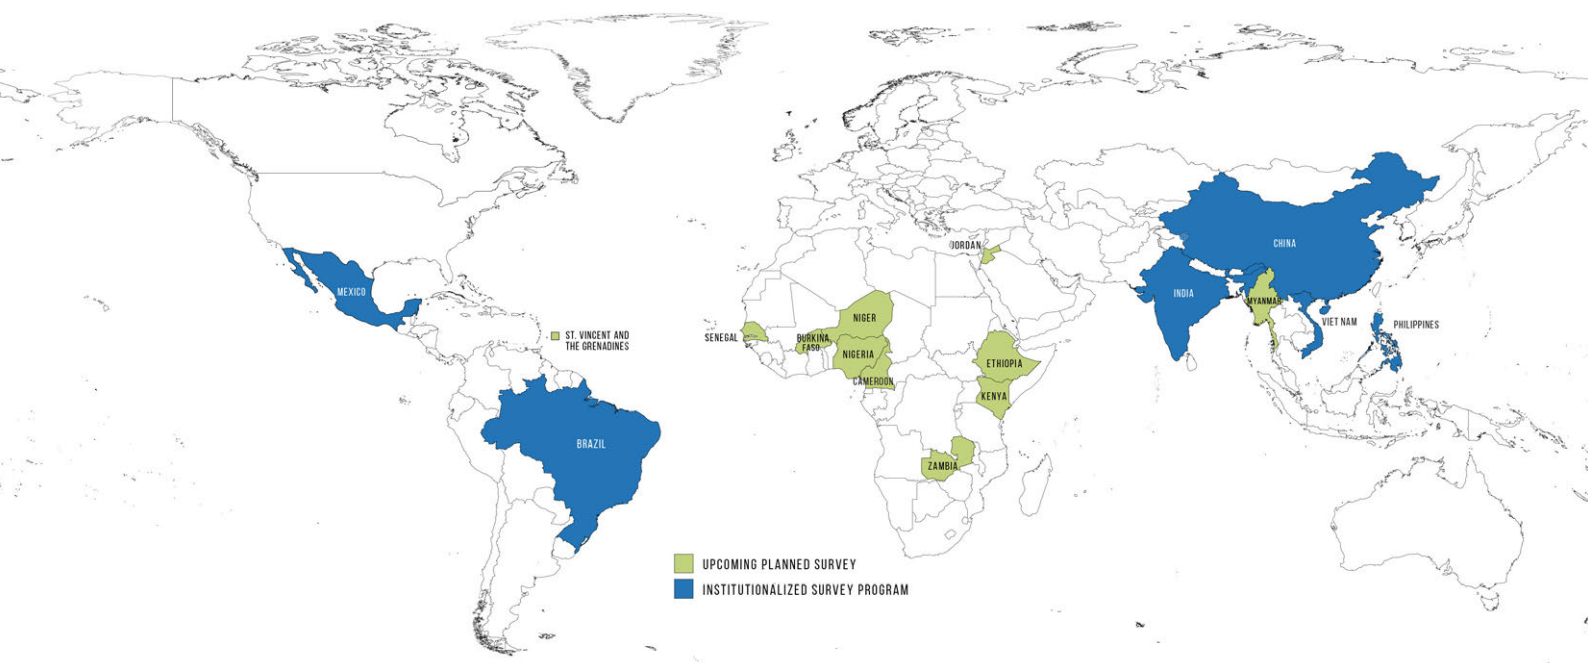 JORDAN
CHINA
MEXICO
INDIA
MYANMAR
NIGER
VIET NAM
PHILIPPINES
ST. VINCENT AND
THE GRENADINES
SENEGAL
BURKINA
FASO
NIGERIA
ETHIOPIA
CAMEROON
KENYA
BRAZIL
ZAMBIA
UPCOMING PLANNED SURVEY
INSTITUTIONALIZED SURVEY PROGRAM